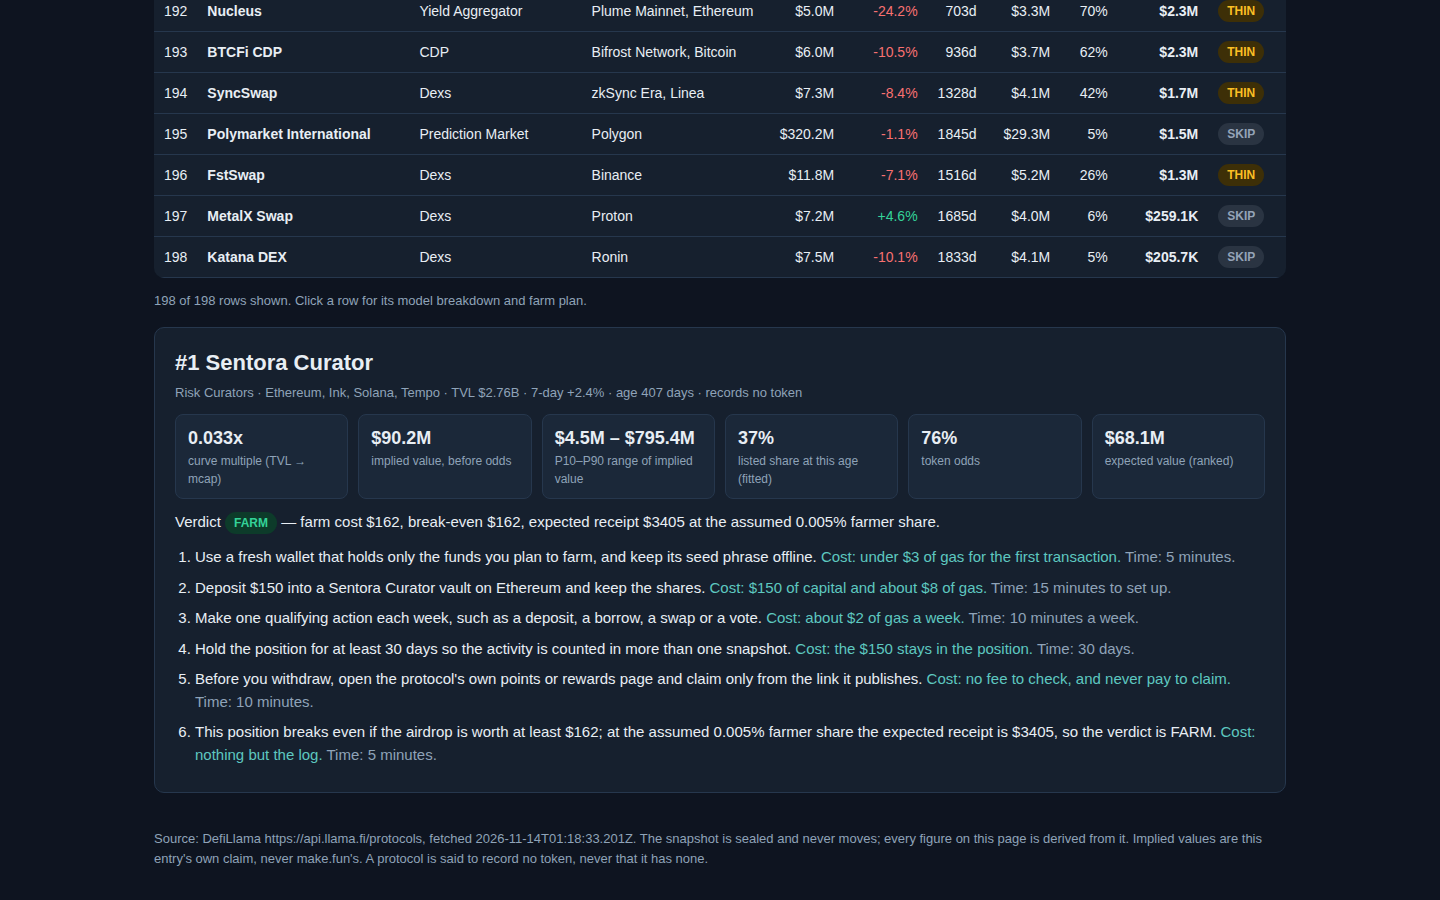 192 Nucleus Yield Aggregator Plume Mainnet, Ethereum $5.0M -24.2% 703d $3.3M 70% $2.3M THIN
193 BTCFi CDP CDP Bifrost Network, Bitcoin $6.0M -10.5% 936d $3.7M 62% $2.3M THIN
194 SyncSwap Dexs zkSync Era, Linea $7.3M -8.4% 1328d $4.1M 42% $1.7M THIN
195 Polymarket International Prediction Market Polygon $320.2M -1.1% 1845d $29.3M 5% $1.5M SKIP
196 FstSwap Dexs Binance $11.8M -7.1% 1516d $5.2M 26% $1.3M THIN
197 MetalX Swap Dexs Proton $7.2M +4.6% 1685d $4.0M 6% $259.1K SKIP
198 Katana DEX Dexs Ronin $7.5M -10.1% 1833d $4.1M 5% $205.7K SKIP
198 of 198 rows shown. Click a row for its model breakdown and farm plan.
#1 Sentora Curator
Risk Curators · Ethereum, Ink, Solana, Tempo · TVL $2.76B · 7-day +2.4% · age 407 days · records no token
0.033x $90.2M $4.5M – $795.4M 37% 76% $68.1M
curve multiple (TVL → implied value, before odds P10–P90 range of implied listed share at this age token odds expected value (ranked)
mcap) value (fitted)
Verdict FARM — farm cost $162, break-even $162, expected receipt $3405 at the assumed 0.005% farmer share.
1. Use a fresh wallet that holds only the funds you plan to farm, and keep its seed phrase offline. Cost: under $3 of gas for the first transaction. Time: 5 minutes.
2. Deposit $150 into a Sentora Curator vault on Ethereum and keep the shares. Cost: $150 of capital and about $8 of gas. Time: 15 minutes to set up.
3. Make one qualifying action each week, such as a deposit, a borrow, a swap or a vote. Cost: about $2 of gas a week. Time: 10 minutes a week.
4. Hold the position for at least 30 days so the activity is counted in more than one snapshot. Cost: the $150 stays in the position. Time: 30 days.
5. Before you withdraw, open the protocol's own points or rewards page and claim only from the link it publishes. Cost: no fee to check, and never pay to claim.
Time: 10 minutes.
6. This position breaks even if the airdrop is worth at least $162; at the assumed 0.005% farmer share the expected receipt is $3405, so the verdict is FARM. Cost:
nothing but the log. Time: 5 minutes.
Source: DefiLlama https://api.llama.fi/protocols, fetched 2026-11-14T01:18:33.201Z. The snapshot is sealed and never moves; every figure on this page is derived from it. Implied values are this
entry's own claim, never make.fun's. A protocol is said to record no token, never that it has none.